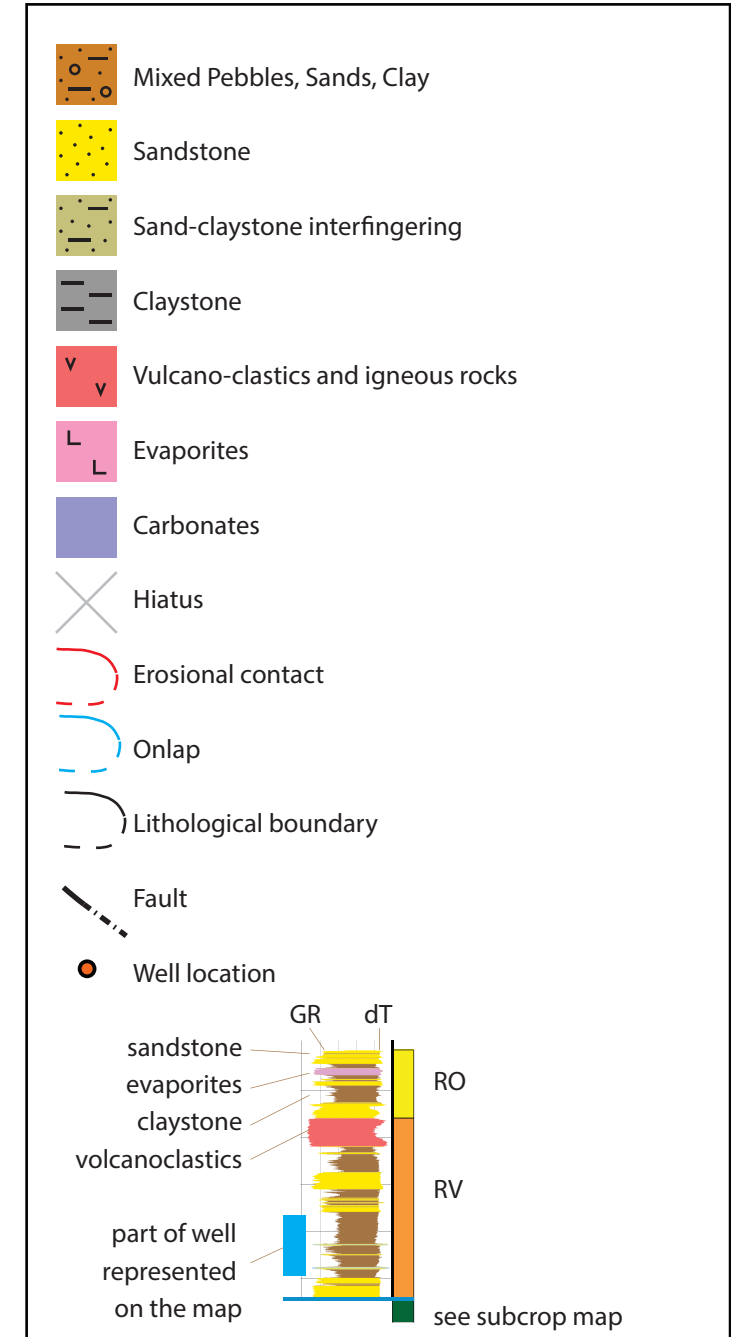 Mixed Pebbles, Sands, Clay
Sandstone
Sand-claystone interfingering
Claystone
Vulcano-clastics and igneous rocks
Evaporites
Carbonates
Hiatus
Erosional contact
Onlap
Lithological boundary
Fault
Well location
GR dT
sandstone
evaporites
claystone
volcanoclastics
RO
RV
part of well
represented
on the map
see subcrop map